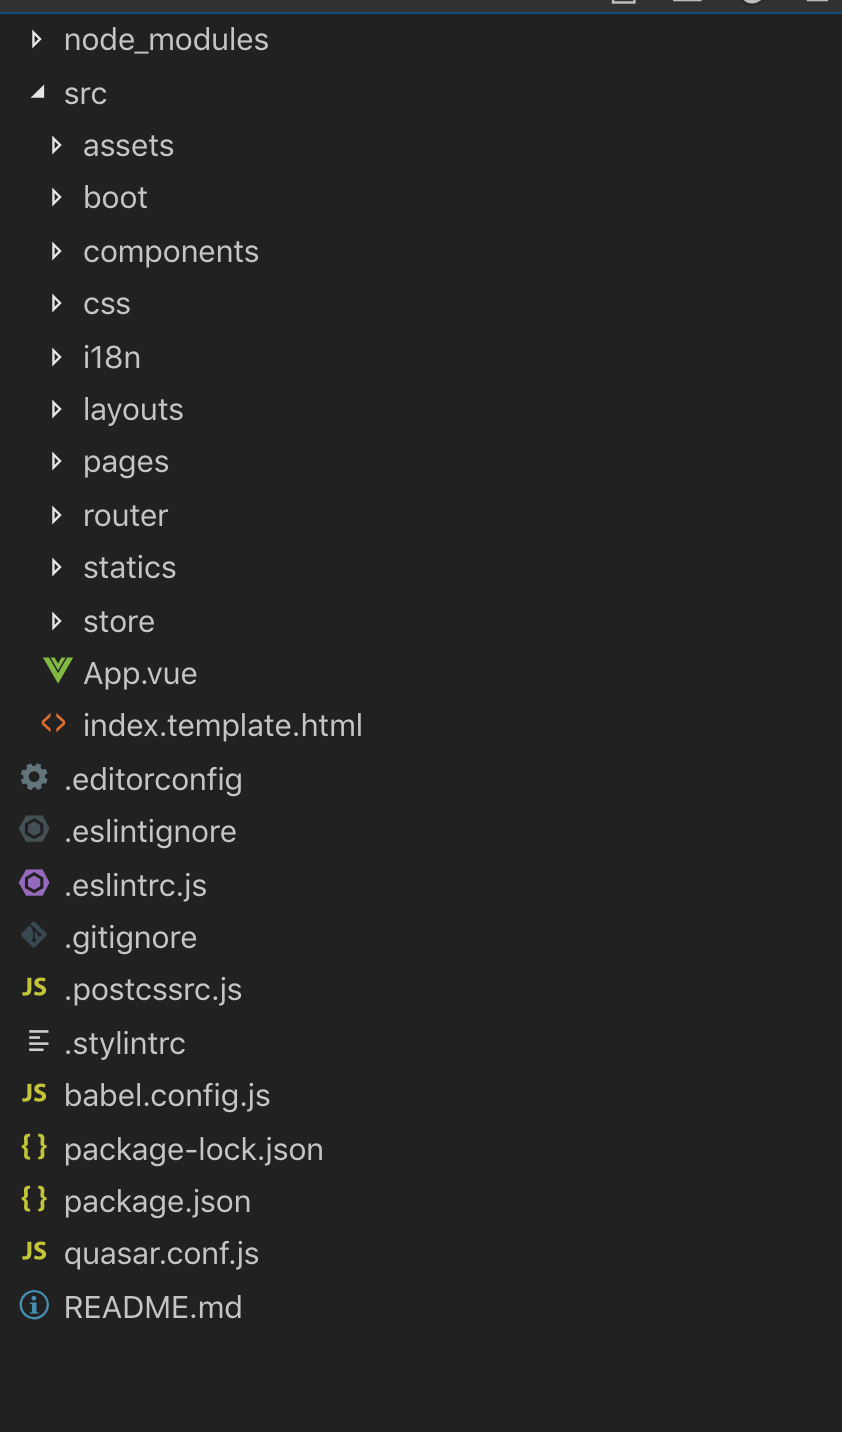 node_modules
src
assets
boot
components
css
i18n
layouts
pages
router
statics
store
App.vue
<> index.template.html
.editorconfig
.eslintignore
.eslintrc.js
.gitignore
JS .postcssrc.js
.stylintrc
JS babel.config.js
{ } package-lock.json
{ } package.json
JS quasar.conf.js
i README.md